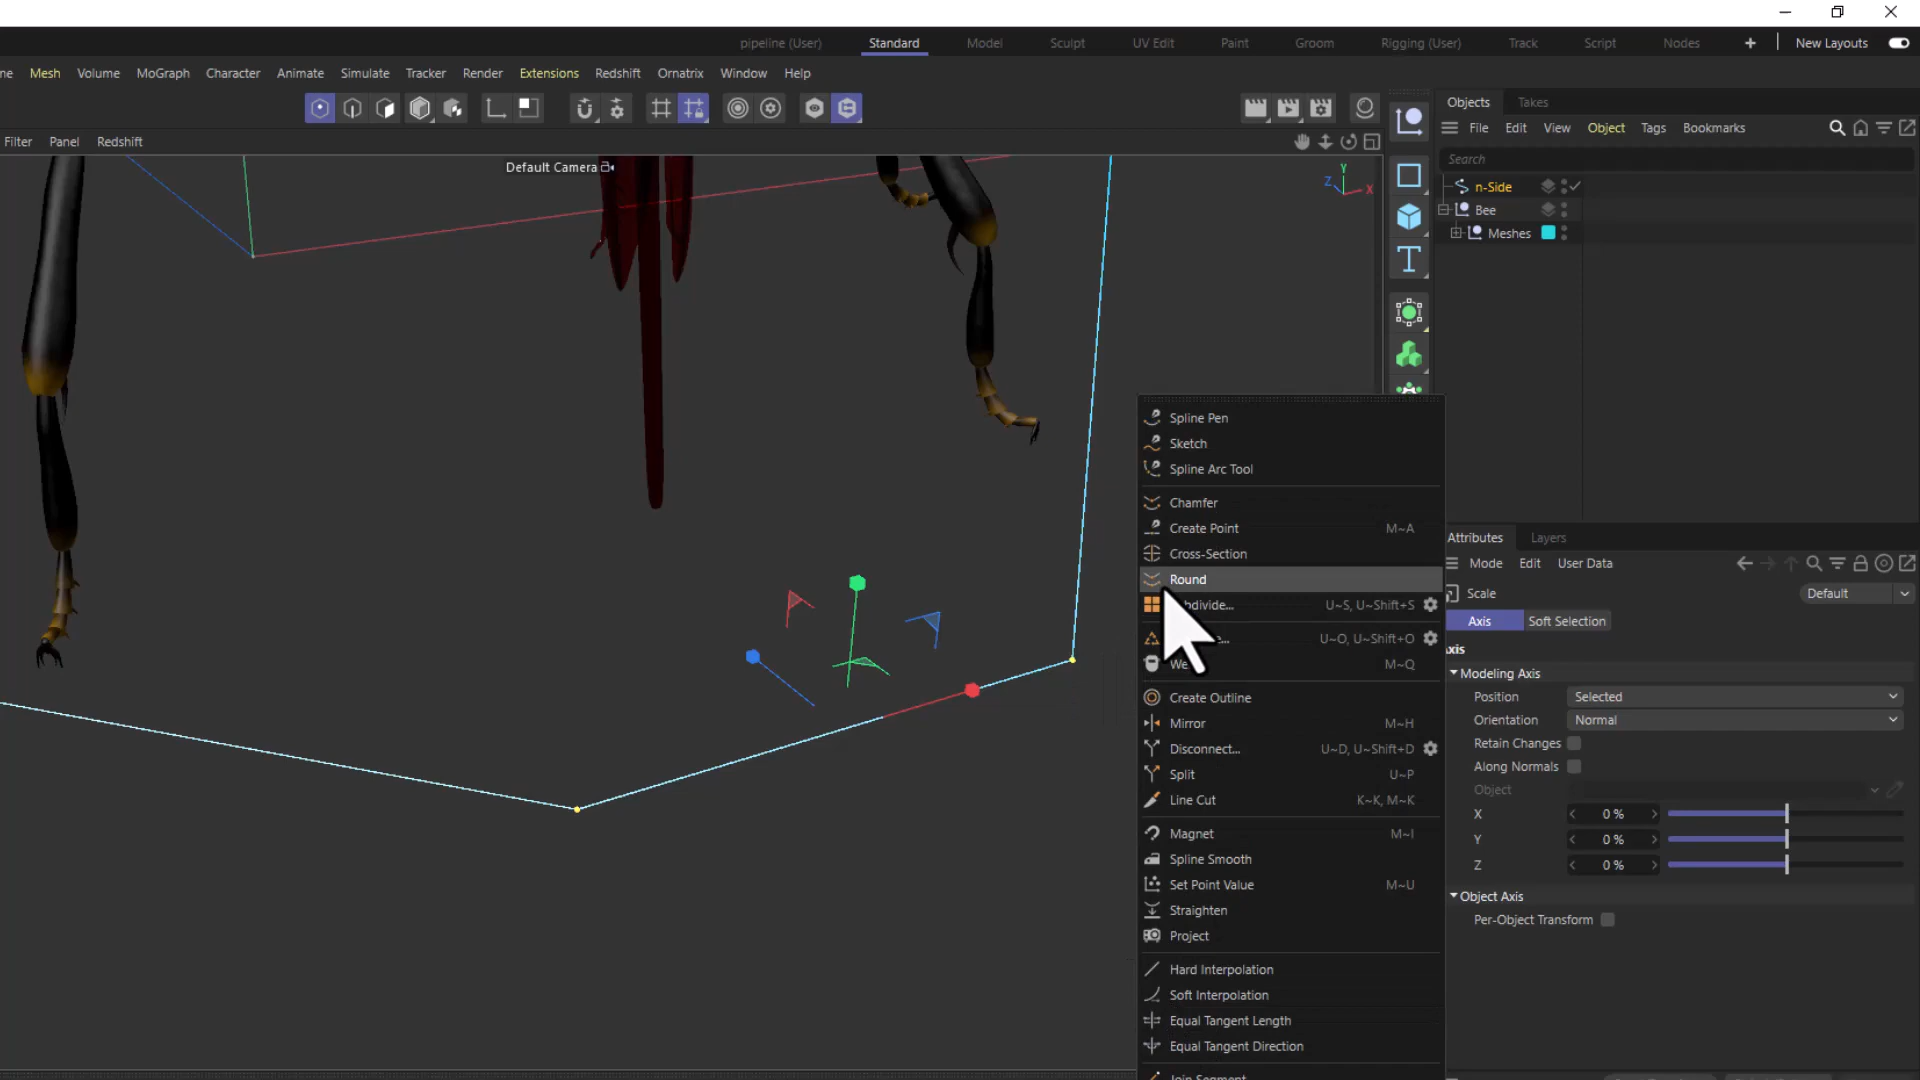 pipeline (User) Standard Model Sculpt UV Edit Paint Groom Rigging (User) Track Script Nodes New Layouts
Mesh Volume MoGraph Character Animate Simulate Tracker Render Extensions Redshift Ornatrix Window Help
Filter Panel Redshift
Default Camera
Y
Z
X
Objects Takes
File Edit View Object Tags Bookmarks
Search
n-Side
Bee
Meshes
Spline Pen
Sketch
Spline Arc Tool
Chamfer
Create Point M~A
Cross-Section
Round
U~S, U~Shift+S
U~O, U~Shift+O
M~Q
Create Outline
Mirror M~H
Disconnect... U~D, U~Shift+D
Split U~P
Line Cut K~K, M~K
Magnet M~I
Spline Smooth
Set Point Value M~U
Straighten
Project
Hard Interpolation
Soft Interpolation
Equal Tangent Length
Equal Tangent Direction
Join Segment
Attributes Layers
Mode Edit User Data
Scale Default
Axis Soft Selection
Modeling Axis
Position Selected
Orientation Normal
Retain Changes
Along Normals
Object
X 0 %
Y 0 %
Z 0 %
Object Axis
Per-Object Transform